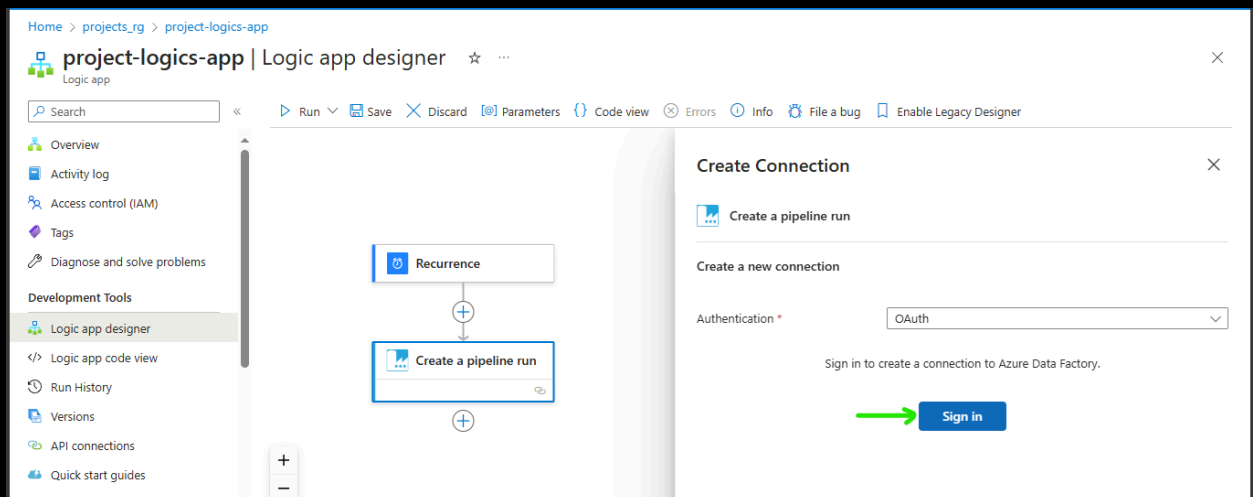 Home > projects_rg > project-logics-app
project-logics-app | Logic app designer ...
Logic app
Search «
Overview
Activity log
Access control (IAM)
Tags
Diagnose and solve problems
Development Tools
Logic app designer
Logic app code view
Run History
Versions
API connections
Quick start guides
Run Save Discard [@] Parameters {} Code view Errors Info File a bug Enable Legacy Designer
Recurrence
Create a pipeline run
Create Connection
Create a pipeline run
Create a new connection
Authentication * OAuth
Sign in to create a connection to Azure Data Factory.
Sign in